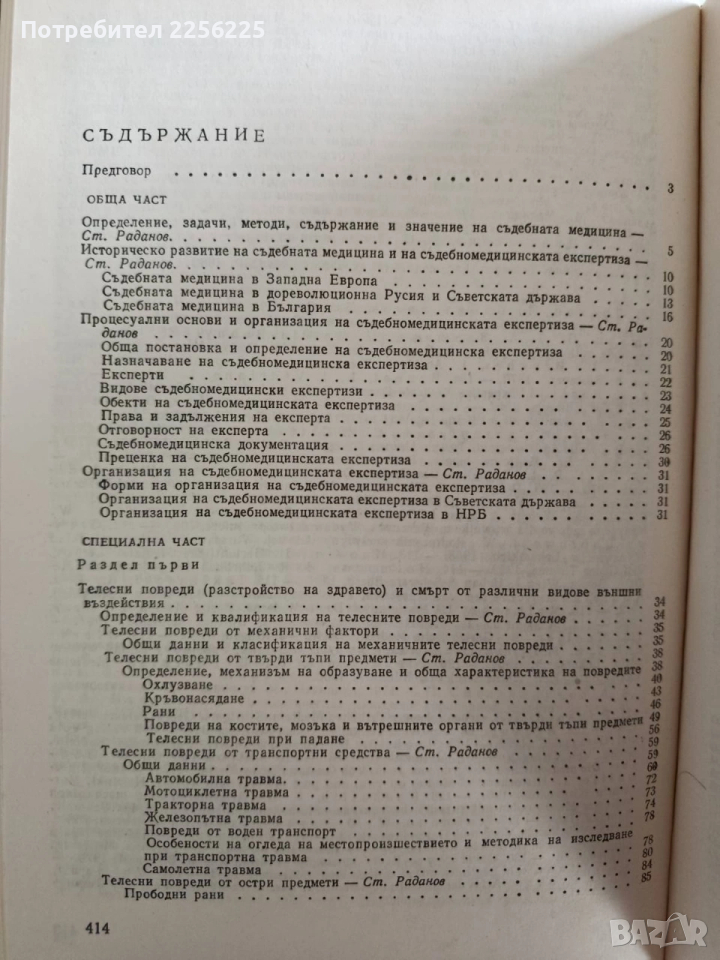 Потребител 2256225
СЪДЪРЖАНИЕ
Предговор 3
ОБЩА ЧАСТ
Определение, задачи, методи, съдържание и значение на съдебната медицина —
Ст. Раданов. 5
Историческо развитие на съдебната медицина и на съдебномедицинската експертиза —
Ст. Раданов. 10
Съдебната медицина в Западна Европа 10
Съдебната медицина в дореволюционна Русия и Съветската държава 13
Съдебната медицина в България 16
Процесуални основи и организация на съдебномедицинската експертиза — Ст. Ра-
данов 20
Обща постановка и определение на съдебномедицинска експертиза 20
Назначаване на съдебномедицинска експертиза 21
Експерти 22
Видове съдебномедицински експертизи 23
Обекти на съдебномедицинската експертиза 24
Права и задължения на експерта 25
Отговорност на експерта 26
Съдебномедицинска документация 26
Преценка на съдебномедицинската експертиза 30
Организация на съдебномедицинската експертиза — Ст. Раданов 31
Форми на организация на съдебномедицинската експертиза 31
Организация на съдебномедицинската експертиза в Съветската държава 31
Организация на съдебномедицинската експертиза в НРБ 31
СПЕЦИАЛНА ЧАСТ
Раздел първи
Телесни повреди (разстройство на здравето) и смърт от различни видове външни
въздействия 34
Определение и квалификация на телесните повреди — Ст. Раданов 34
Телесни повреди от механични фактори 35
Общи данни и класификация на механичните телесни повреди 35
Телесни повреди от твърди тъпи предмети — Ст. Раданов 38
Определение, механизъм на образуване и обща характеристика на повредите 38
Охлузване 40
Кръвонасядане 43
Рани 46
Повреди на костите, мозъка и вътрешните органи от твърди тъпи предмети 49
Телесни повреди при падане 56
Телесни повреди от транспортни средства — Ст. Раданов 59
Общи данни 59
Автомобилна травма. 60
Мотоциклетна травма 72
Тракторна травма 73
Железопътна травма 74
Повреди от воден транспорт 78
Особености на огледа на местопроизшествието и методика на изследване
при транспортна травма 78
Самолетна травма 80
Телесни повреди от остри предмети — Ст. Раданов 84
Прободни рани 85
414
BAZAR